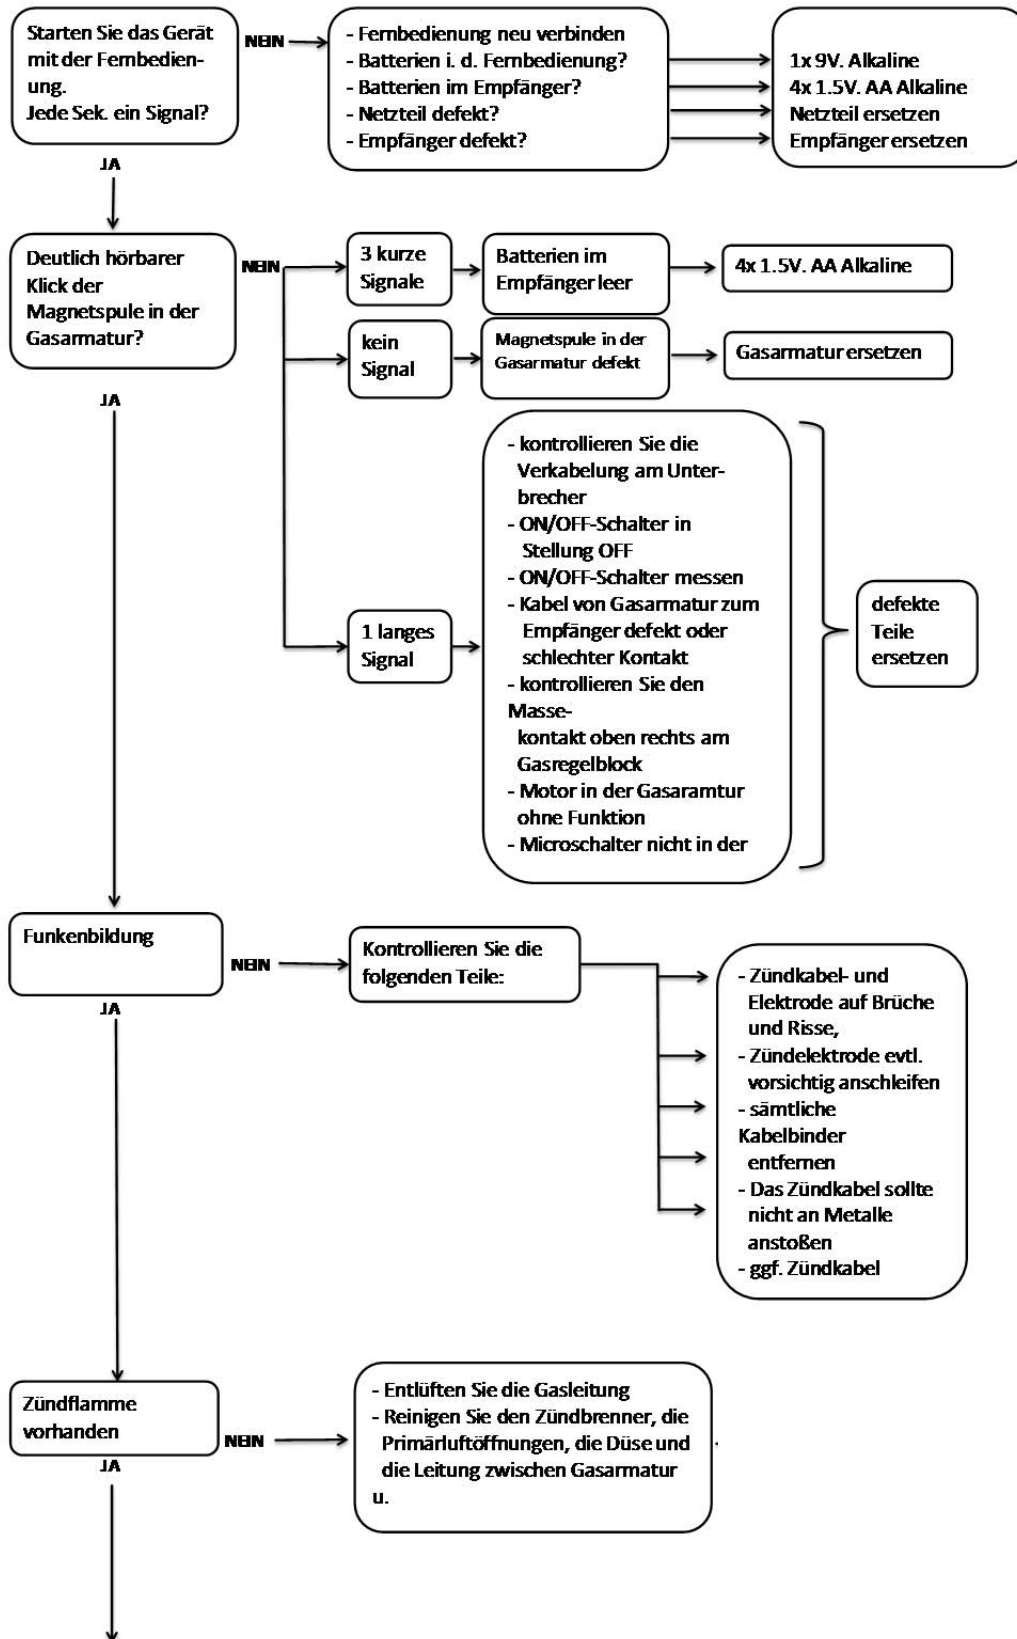 Starten Sie das Gerät
mit der Fernbedien-
ung.
Jede Sek. ein Signal?
NEIN
- Fernbedienung neu verbinden
- Batterien i. d. Fernbedienung?
- Batterien im Empfänger?
- Netzteil defekt?
- Empfänger defekt?
1x 9V. Alkaline
4x 1.5V. AA Alkaline
Netzteil ersetzen
Empfänger ersetzen
JA
Deutlich hörbarer
Klick der
Magnetspule in der
Gasarmatur?
NEIN
3 kurze
Signale
Batterien im
Empfänger leer
4x 1.5V. AA Alkaline
kein
Signal
Magnetspule in der
Gasarmatur defekt
Gasarmatur ersetzen
JA
1 langes
Signal
- kontrollieren Sie die
Verkabelung am Unter-
brecher
- ON/OFF-Schalter in
Stellung OFF
- ON/OFF-Schalter messen
- Kabel von Gasarmatur zum
Empfänger defekt oder
schlechter Kontakt
- kontrollieren Sie den
Masse-
kontakt oben rechts am
Gasregelblock
- Motor in der Gasaramtur
ohne Funktion
- Microschalter nicht in der
defekte
Teile
ersetzen
Funkenbildung
NEIN
Kontrollieren Sie die
folgenden Teile:
- Zündkabel- und
Elektrode auf Brüche
und Risse,
- Zündelektrode evtl.
vorsichtig anschleifen
- sämtliche
Kabelbinder
entfernen
- Das Zündkabel sollte
nicht an Metalle
anstoßen
- ggf. Zündkabel
JA
Zündflamme
vorhanden
NEIN
- Entlüften Sie die Gasleitung
- Reinigen Sie den Zündbrenner, die
Primärluftöffnungen, die Düse und
die Leitung zwischen Gasarmatur
u.
.
JA